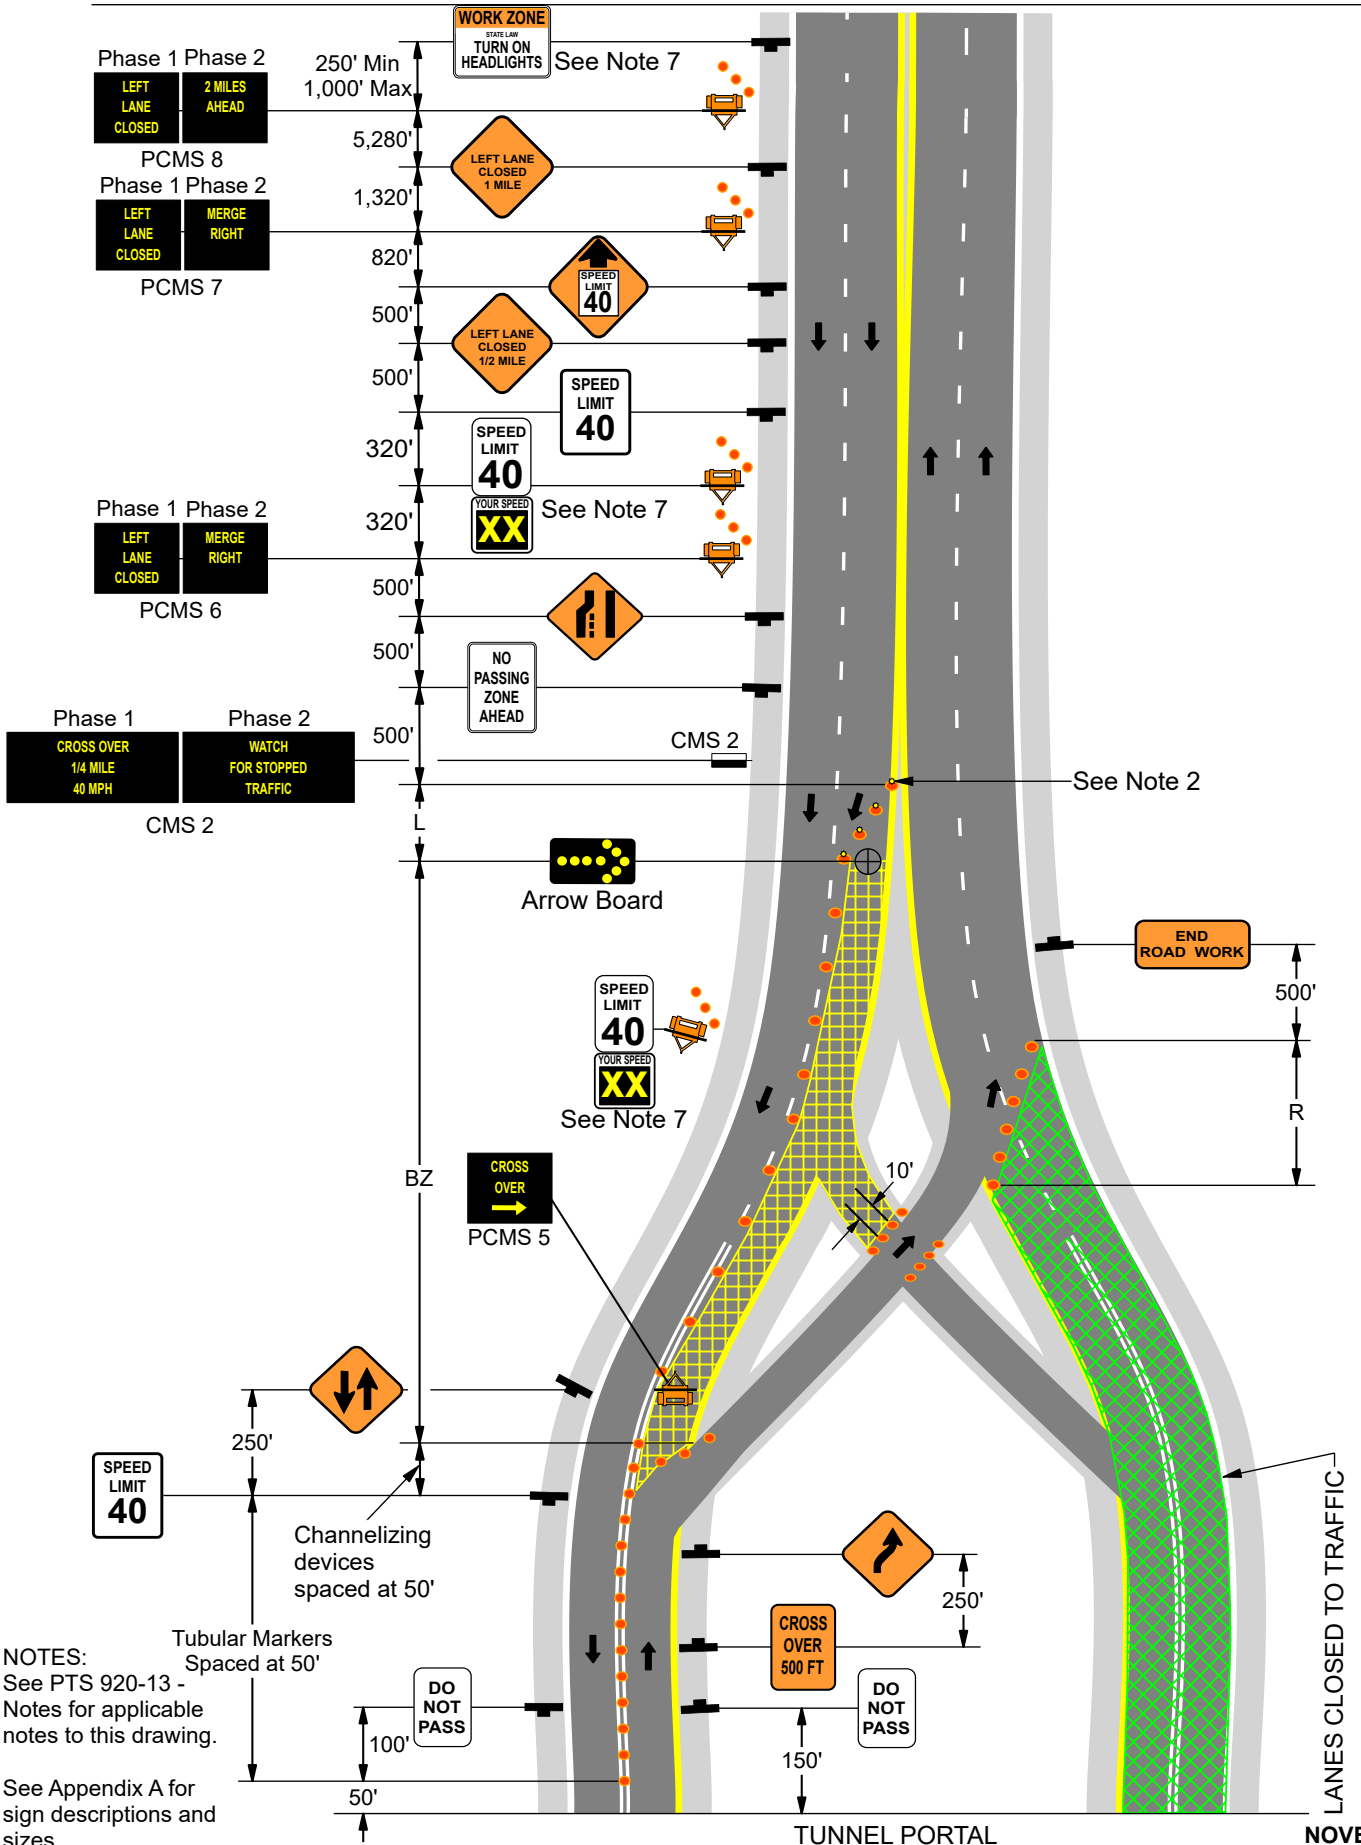 WORK ZONE
STATE LAW
TURN ON
HEADLIGHTS
See Note 7
250' Min
1,000' Max
Phase 1 Phase 2
LEFT
LANE
CLOSED
2 MILES
AHEAD
PCMS 8
5,280'
LEFT LANE
CLOSED
1 MILE
1,320'
Phase 1 Phase 2
LEFT
LANE
CLOSED
MERGE
RIGHT
PCMS 7
820'
SPEED
LIMIT
40
500'
LEFT LANE
CLOSED
1/2 MILE
500'
SPEED
LIMIT
40
320'
SPEED
LIMIT
40
YOUR SPEED
XX
See Note 7
320'
Phase 1 Phase 2
LEFT
LANE
CLOSED
MERGE
RIGHT
PCMS 6
500'
500'
NO
PASSING
ZONE
AHEAD
500'
Phase 1
Phase 2
CROSS OVER
1/4 MILE
40 MPH
WATCH
FOR STOPPED
TRAFFIC
CMS 2
CMS 2
See Note 2
L
Arrow Board
END
ROAD WORK
500'
SPEED
LIMIT
40
YOUR SPEED
XX
See Note 7
R
BZ
CROSS
OVER
PCMS 5
10'
250'
SPEED
LIMIT
40
Channelizing
devices
spaced at 50'
250'
CROSS
OVER
500 FT
Tubular Markers
Spaced at 50'
DO
NOT
PASS
DO
NOT
PASS
100'
150'
50'
LANES CLOSED TO TRAFFIC
NOTES:
See PTS 920-13 -
Notes for applicable
notes to this drawing.
See Appendix A for
sign descriptions and
sizes
TUNNEL PORTAL
NOVE